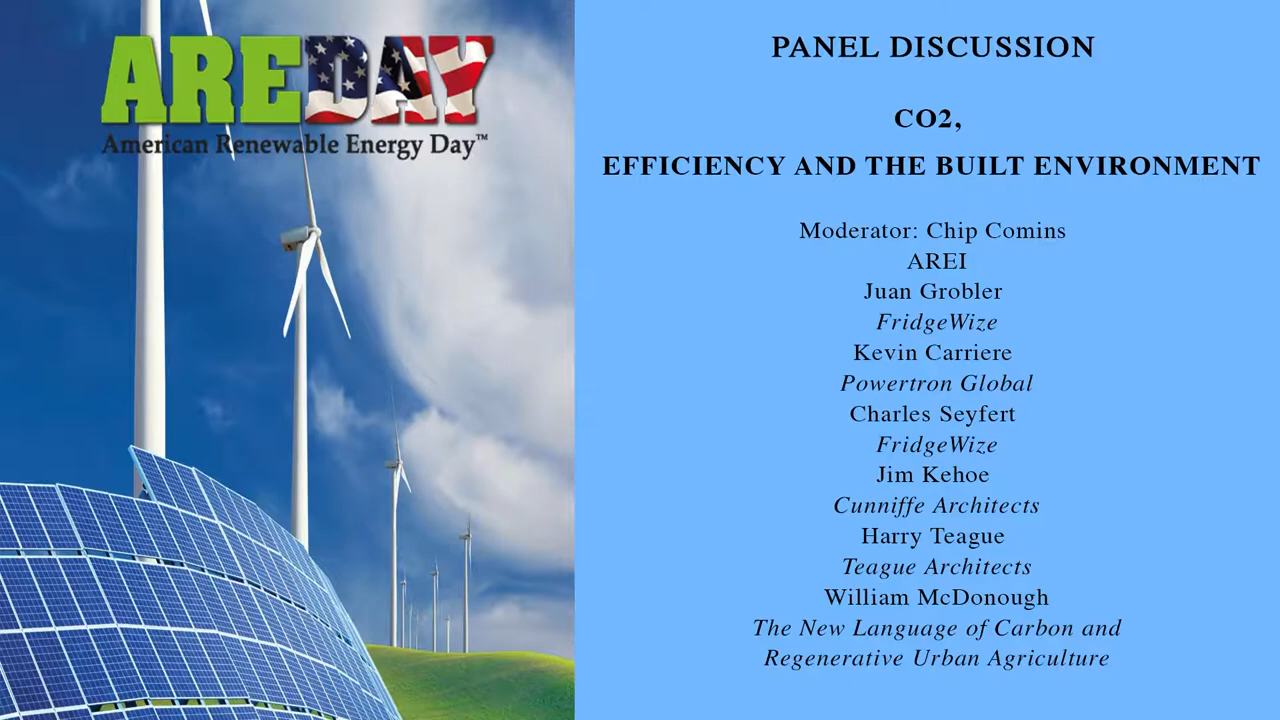 AREDAY
American Renewable Energy Day™
PANEL DISCUSSION
CO2,
EFFICIENCY AND THE BUILT ENVIRONMENT
Moderator: Chip Comins
AREI
Juan Grobler
FridgeWize
Kevin Carriere
Powertron Global
Charles Seyfert
FridgeWize
Jim Kehoe
Cunniffe Architects
Harry Teague
Teague Architects
William McDonough
The New Language of Carbon and
Regenerative Urban Agriculture